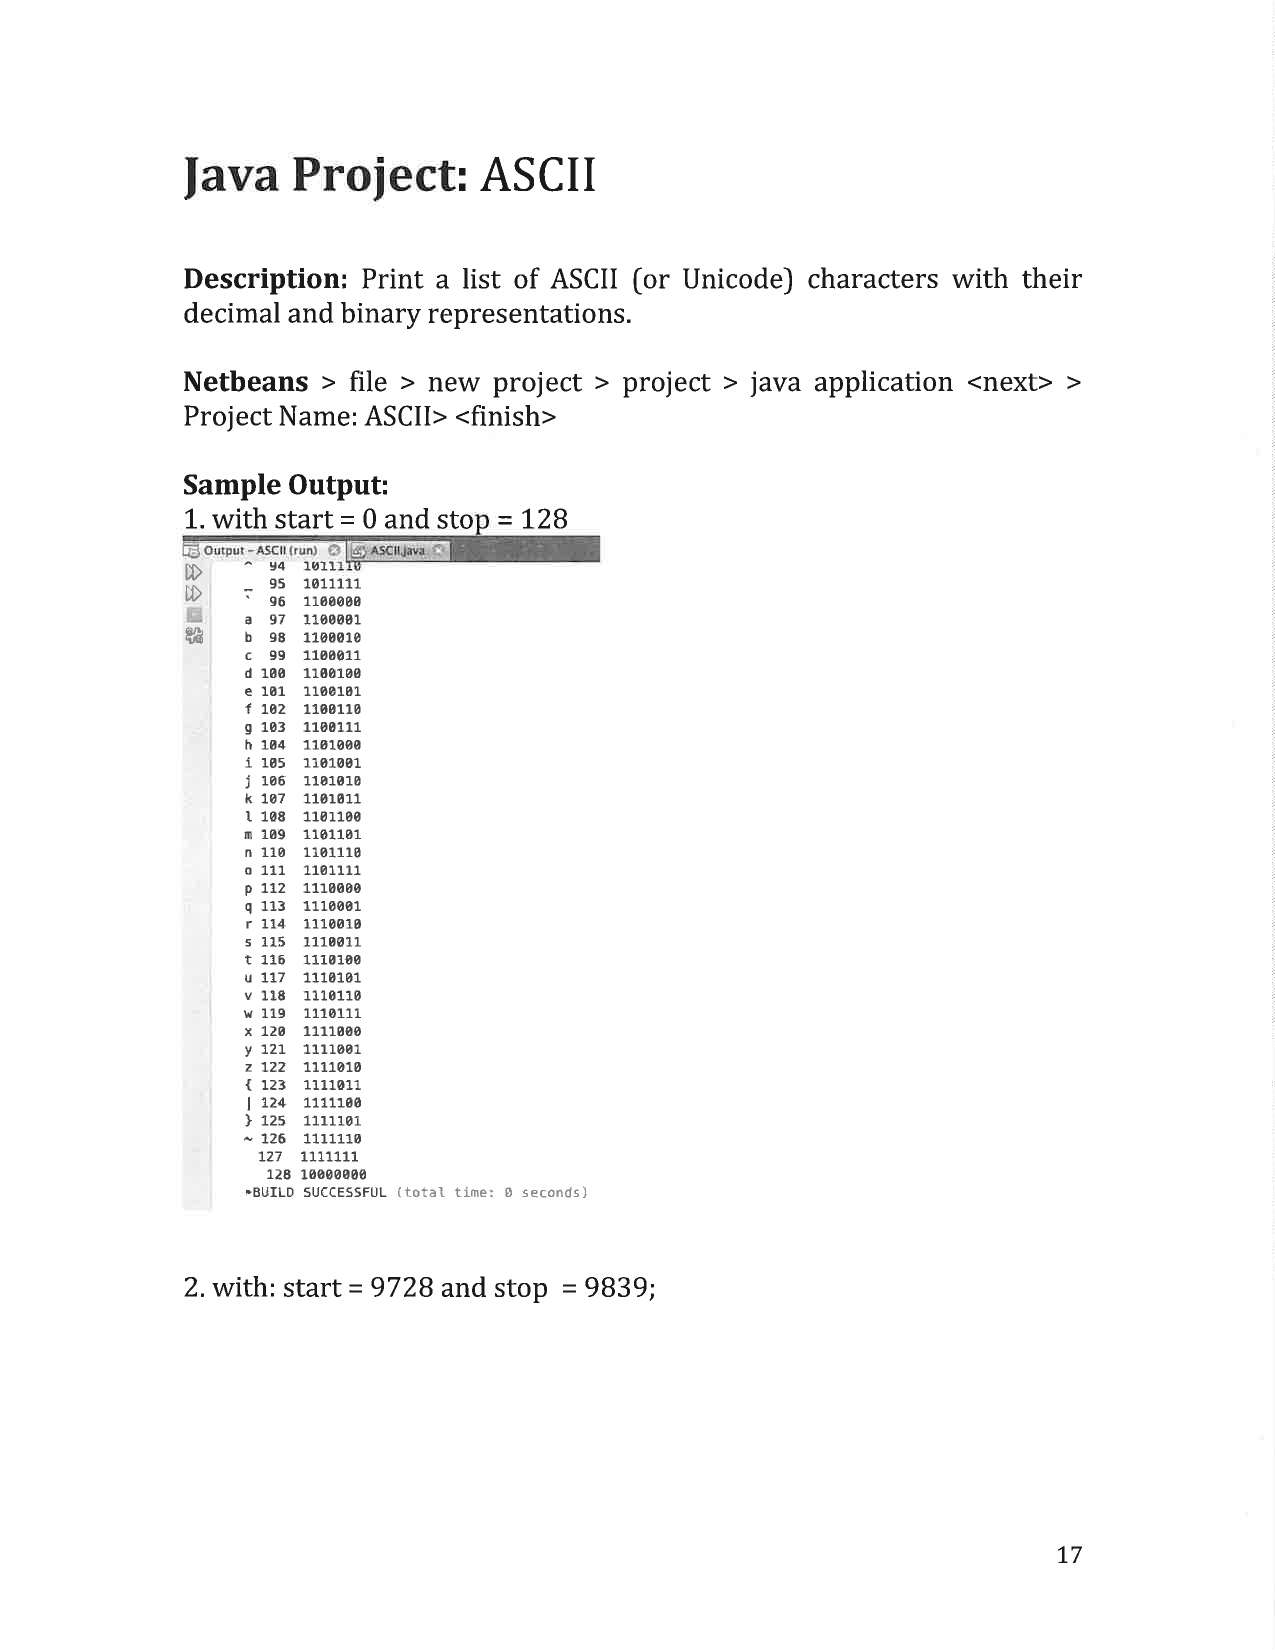 Java Project: ASCII
Description: Print a list of ASCII (or Unicode) characters with their
decimal and binary representations.
Netbeans > file > new project > project > java application <next> >
Project Name: ASCII> <finish>
Sample Output:
1. with start = 0 and stop = 128
Output - ASCII (run) ASCII.java
^ 94 1011110
_ 95 1011111
` 96 1100000
a 97 1100001
b 98 1100010
c 99 1100011
d 100 1100100
e 101 1100101
f 102 1100110
g 103 1100111
h 104 1101000
i 105 1101001
j 106 1101010
k 107 1101011
l 108 1101100
m 109 1101101
n 110 1101110
o 111 1101111
p 112 1110000
q 113 1110001
r 114 1110010
s 115 1110011
t 116 1110100
u 117 1110101
v 118 1110110
w 119 1110111
x 120 1111000
y 121 1111001
z 122 1111010
{ 123 1111011
| 124 1111100
} 125 1111101
~ 126 1111110
127 1111111
128 10000000
BUILD SUCCESSFUL (total time: 0 seconds)
2. with: start = 9728 and stop = 9839;
17